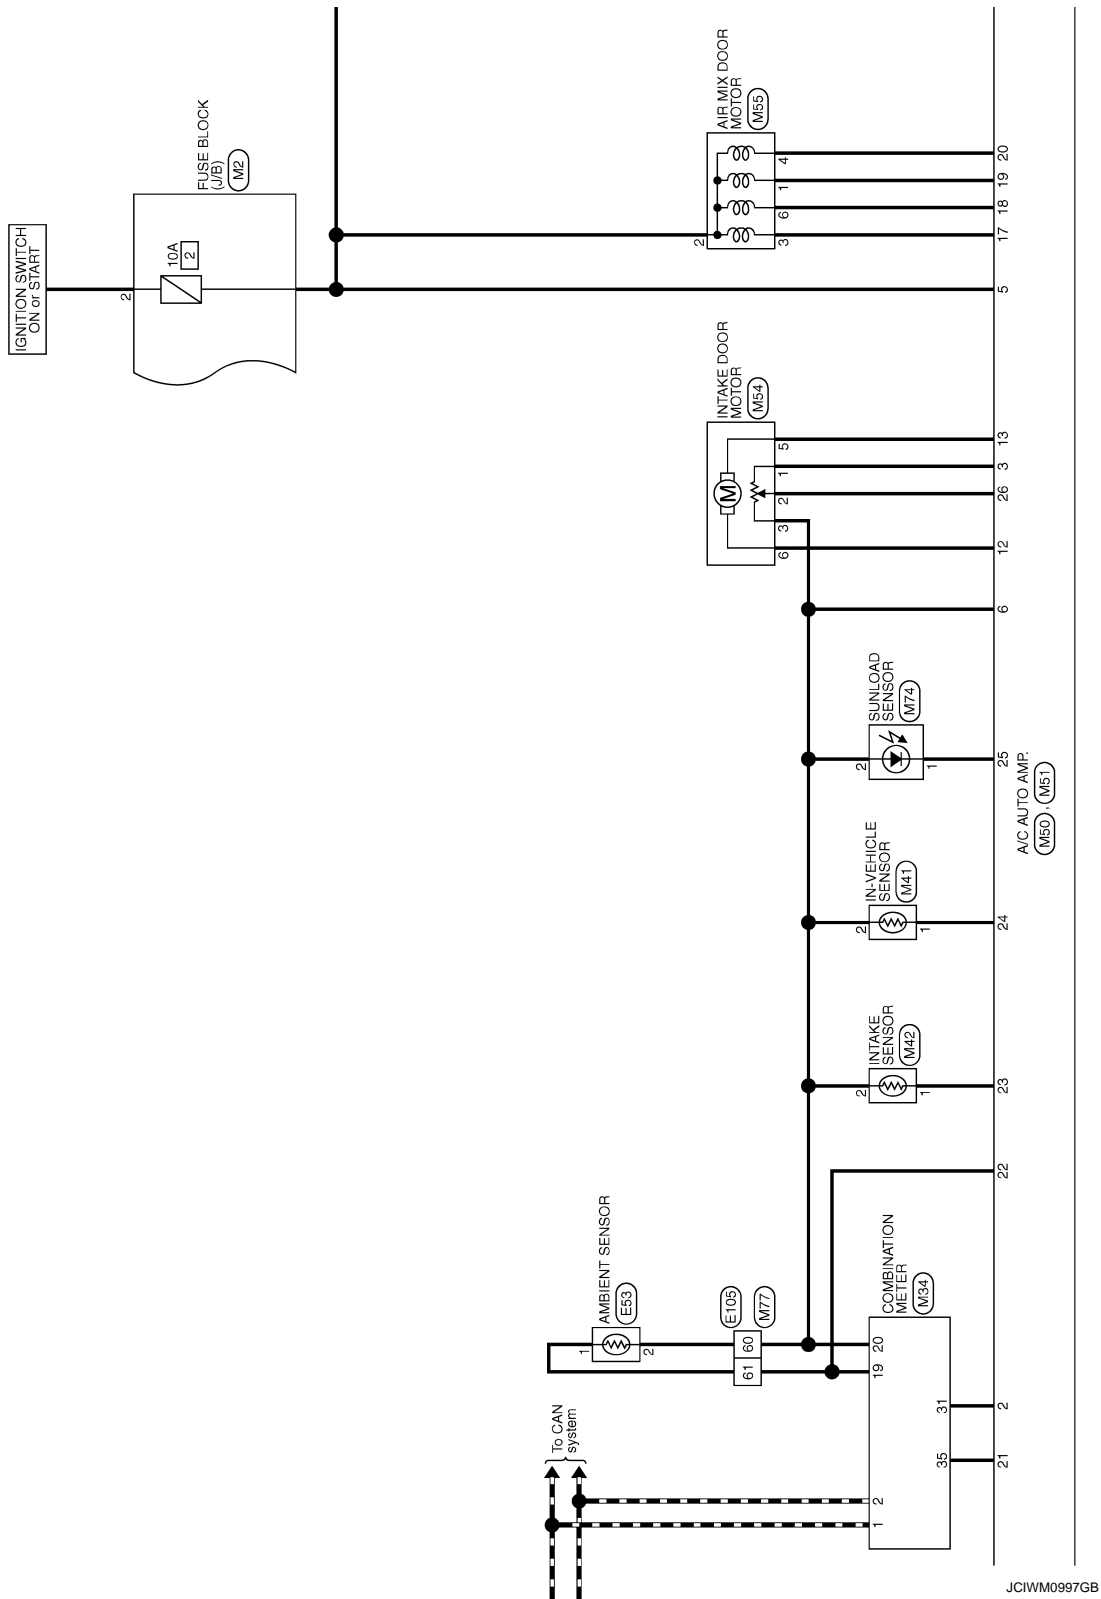 IGNITION SWITCH
ON or START
2
10A
2
FUSE BLOCK
(J/B)
M2
AIR MIX DOOR
MOTOR
M55
2
4
1
6
3
20
19
18
17
5
INTAKE DOOR
MOTOR
M54
M
5
1
2
3
6
13
3
26
12
6
SUNLOAD
SENSOR
M74
2
1
25
A/C AUTO AMP.
M50 , M51
IN-VEHICLE
SENSOR
M41
2
1
24
INTAKE
SENSOR
M42
2
1
23
22
AMBIENT SENSOR
E53
1
2
E105
M77
60
61
COMBINATION
METER
M34
20
19
31
35
2
1
2
21
To CAN
system
JCIWM0997GB